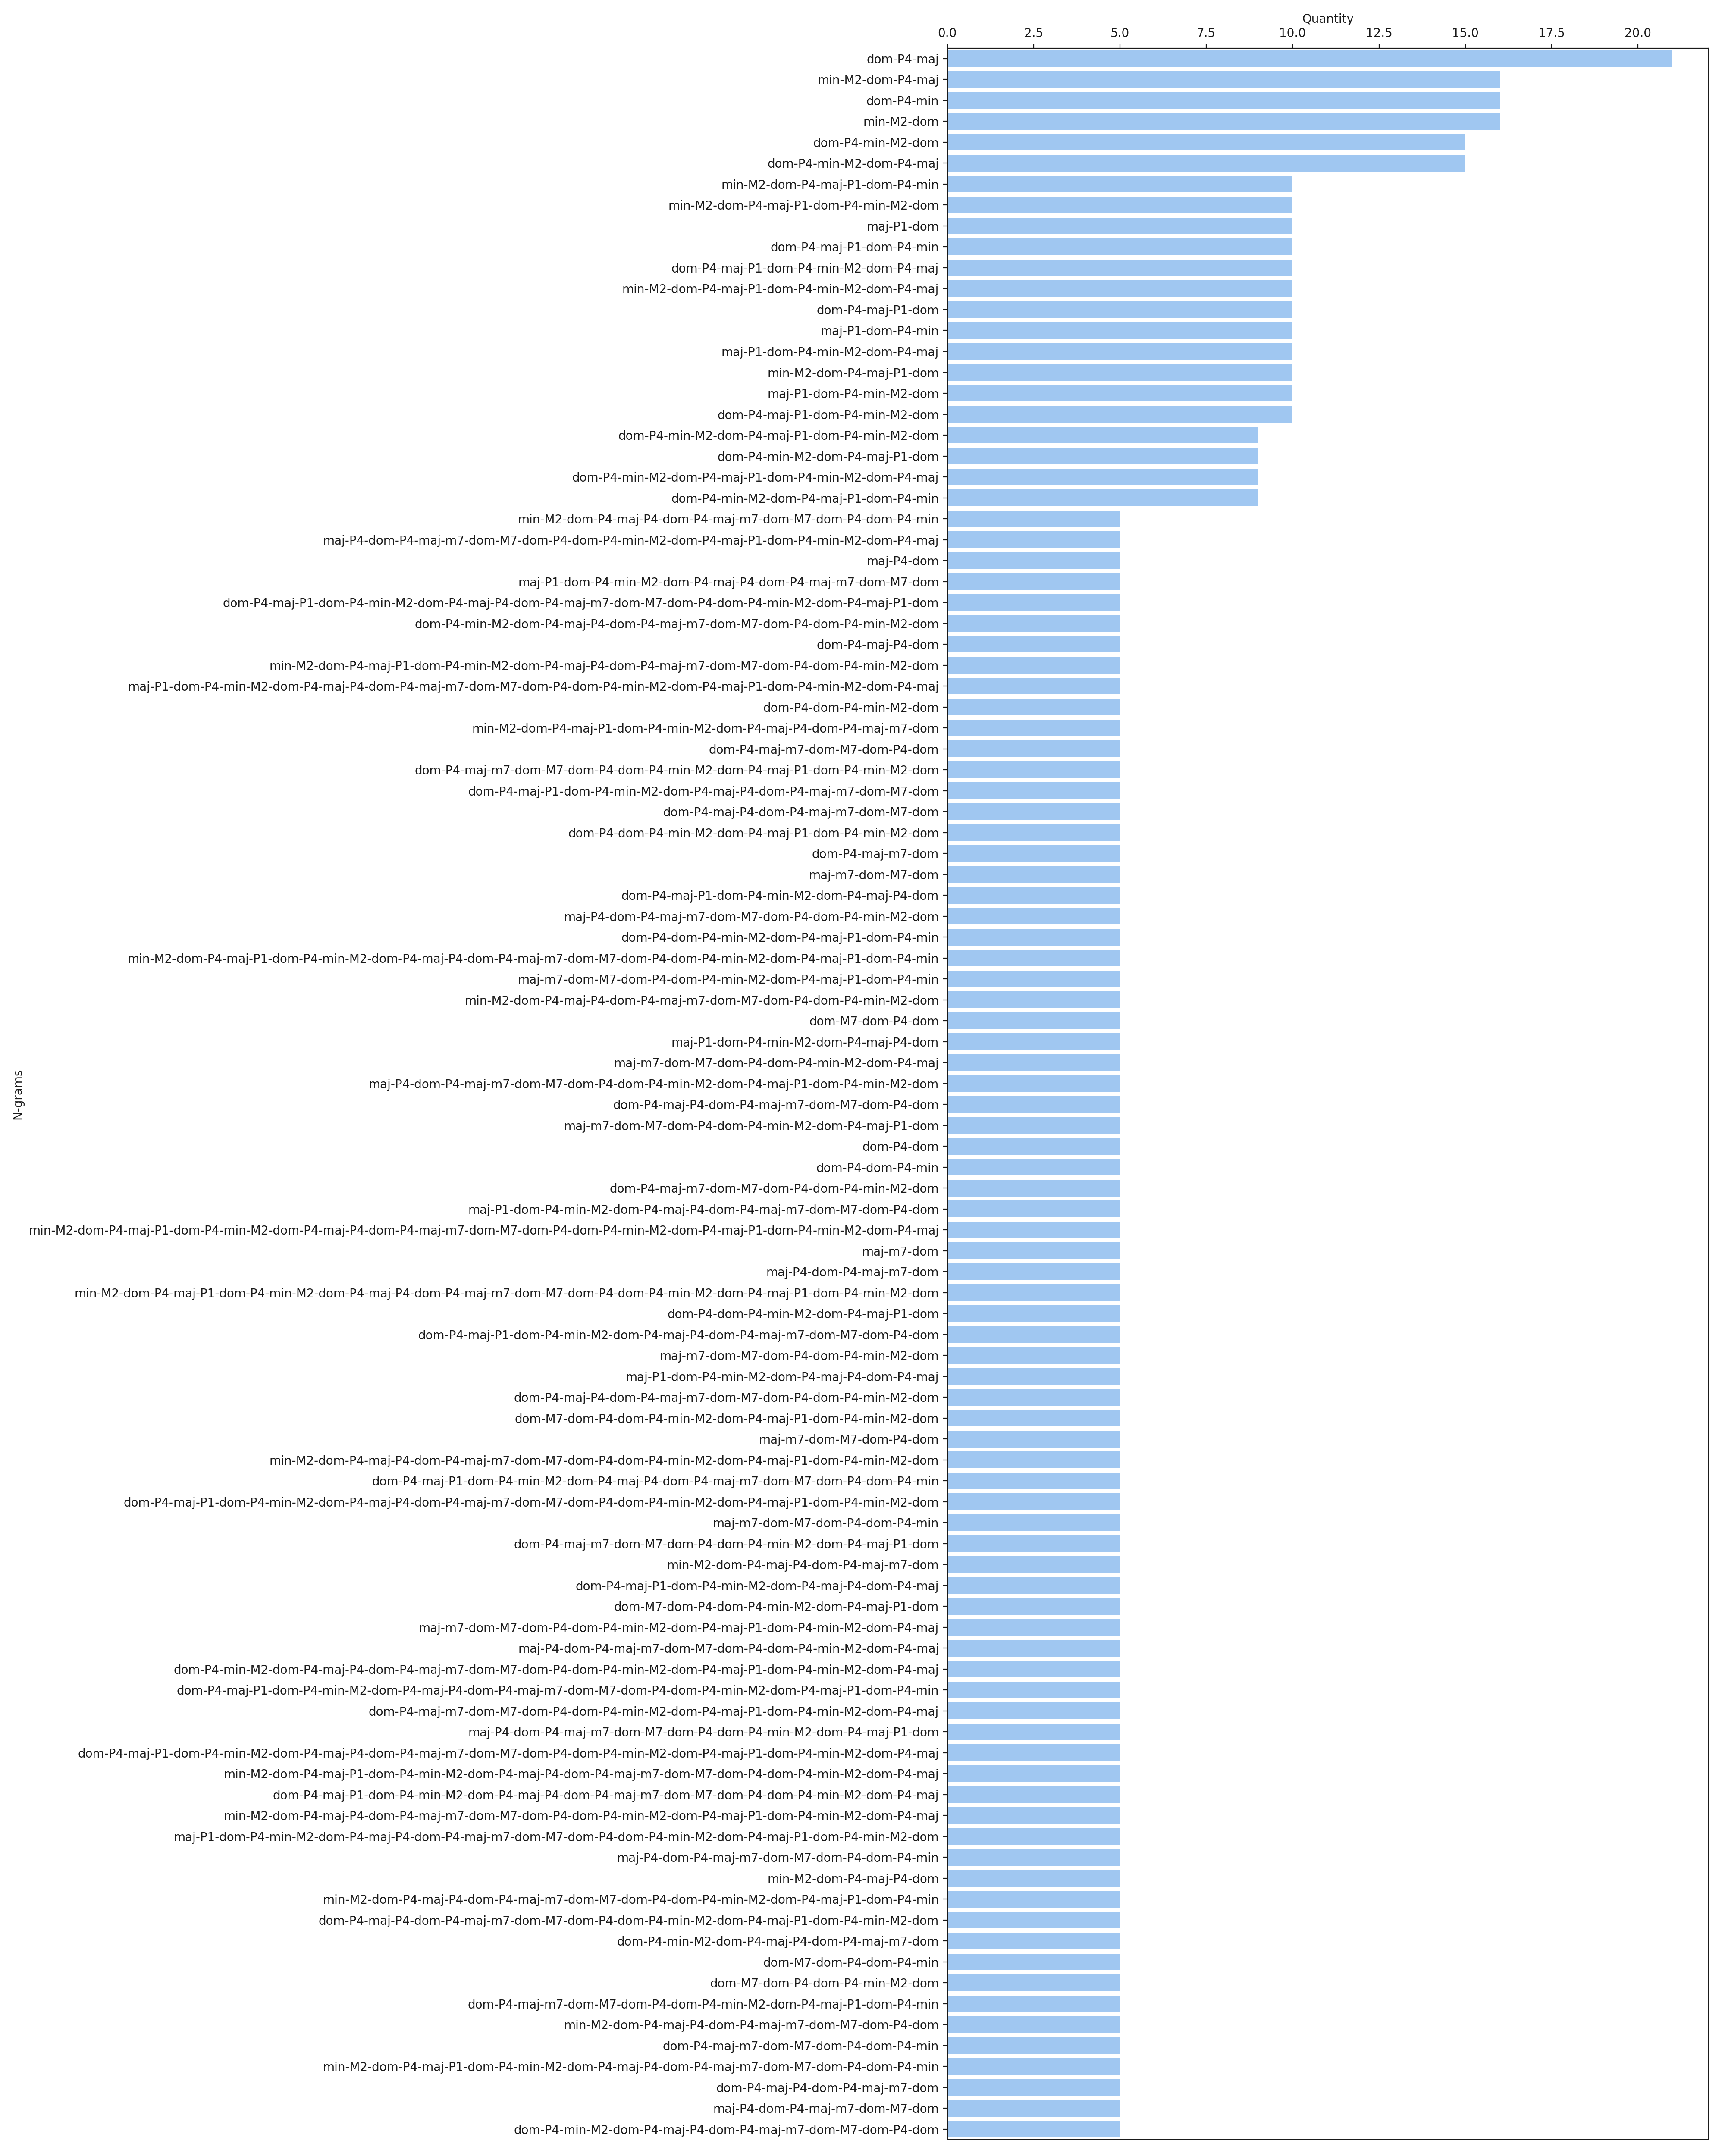 Quantity
0.0 2.5 5.0 7.5 10.0 12.5 15.0 17.5 20.0
dom-P4-maj
min-M2-dom-P4-maj
dom-P4-min
min-M2-dom
dom-P4-min-M2-dom
dom-P4-min-M2-dom-P4-maj
min-M2-dom-P4-maj-P1-dom-P4-min
min-M2-dom-P4-maj-P1-dom-P4-min-M2-dom
maj-P1-dom
dom-P4-maj-P1-dom-P4-min
dom-P4-maj-P1-dom-P4-min-M2-dom-P4-maj
min-M2-dom-P4-maj-P1-dom-P4-min-M2-dom-P4-maj
dom-P4-maj-P1-dom
maj-P1-dom-P4-min
maj-P1-dom-P4-min-M2-dom-P4-maj
min-M2-dom-P4-maj-P1-dom
maj-P1-dom-P4-min-M2-dom
dom-P4-maj-P1-dom-P4-min-M2-dom
dom-P4-min-M2-dom-P4-maj-P1-dom-P4-min-M2-dom
dom-P4-min-M2-dom-P4-maj-P1-dom
dom-P4-min-M2-dom-P4-maj-P1-dom-P4-min-M2-dom-P4-maj
dom-P4-min-M2-dom-P4-maj-P1-dom-P4-min
min-M2-dom-P4-maj-P4-dom-P4-maj-m7-dom-M7-dom-P4-dom-P4-min
maj-P4-dom-P4-maj-m7-dom-M7-dom-P4-dom-P4-min-M2-dom-P4-maj-P1-dom-P4-min-M2-dom-P4-maj
maj-P4-dom
maj-P1-dom-P4-min-M2-dom-P4-maj-P4-dom-P4-maj-m7-dom-M7-dom
dom-P4-maj-P1-dom-P4-min-M2-dom-P4-maj-P4-dom-P4-maj-m7-dom-M7-dom-P4-dom-P4-min-M2-dom-P4-maj-P1-dom
dom-P4-min-M2-dom-P4-maj-P4-dom-P4-maj-m7-dom-M7-dom-P4-dom-P4-min-M2-dom
dom-P4-maj-P4-dom
min-M2-dom-P4-maj-P1-dom-P4-min-M2-dom-P4-maj-P4-dom-P4-maj-m7-dom-M7-dom-P4-dom-P4-min-M2-dom
maj-P1-dom-P4-min-M2-dom-P4-maj-P4-dom-P4-maj-m7-dom-M7-dom-P4-dom-P4-min-M2-dom-P4-maj-P1-dom-P4-min-M2-dom-P4-maj
dom-P4-dom-P4-min-M2-dom
min-M2-dom-P4-maj-P1-dom-P4-min-M2-dom-P4-maj-P4-dom-P4-maj-m7-dom
dom-P4-maj-m7-dom-M7-dom-P4-dom
dom-P4-maj-m7-dom-M7-dom-P4-dom-P4-min-M2-dom-P4-maj-P1-dom-P4-min-M2-dom
dom-P4-maj-P1-dom-P4-min-M2-dom-P4-maj-P4-dom-P4-maj-m7-dom-M7-dom
dom-P4-maj-P4-dom-P4-maj-m7-dom-M7-dom
dom-P4-dom-P4-min-M2-dom-P4-maj-P1-dom-P4-min-M2-dom
dom-P4-maj-m7-dom
maj-m7-dom-M7-dom
dom-P4-maj-P1-dom-P4-min-M2-dom-P4-maj-P4-dom
maj-P4-dom-P4-maj-m7-dom-M7-dom-P4-dom-P4-min-M2-dom
dom-P4-dom-P4-min-M2-dom-P4-maj-P1-dom-P4-min
min-M2-dom-P4-maj-P1-dom-P4-min-M2-dom-P4-maj-P4-dom-P4-maj-m7-dom-M7-dom-P4-dom-P4-min-M2-dom-P4-maj-P1-dom-P4-min
maj-m7-dom-M7-dom-P4-dom-P4-min-M2-dom-P4-maj-P1-dom-P4-min
min-M2-dom-P4-maj-P4-dom-P4-maj-m7-dom-M7-dom-P4-dom-P4-min-M2-dom
dom-M7-dom-P4-dom
maj-P1-dom-P4-min-M2-dom-P4-maj-P4-dom
maj-m7-dom-M7-dom-P4-dom-P4-min-M2-dom-P4-maj
maj-P4-dom-P4-maj-m7-dom-M7-dom-P4-dom-P4-min-M2-dom-P4-maj-P1-dom-P4-min-M2-dom
dom-P4-maj-P4-dom-P4-maj-m7-dom-M7-dom-P4-dom
maj-m7-dom-M7-dom-P4-dom-P4-min-M2-dom-P4-maj-P1-dom
dom-P4-dom
dom-P4-dom-P4-min
dom-P4-maj-m7-dom-M7-dom-P4-dom-P4-min-M2-dom
maj-P1-dom-P4-min-M2-dom-P4-maj-P4-dom-P4-maj-m7-dom-M7-dom-P4-dom
min-M2-dom-P4-maj-P1-dom-P4-min-M2-dom-P4-maj-P4-dom-P4-maj-m7-dom-M7-dom-P4-dom-P4-min-M2-dom-P4-maj-P1-dom-P4-min-M2-dom-P4-maj
maj-m7-dom
maj-P4-dom-P4-maj-m7-dom
min-M2-dom-P4-maj-P1-dom-P4-min-M2-dom-P4-maj-P4-dom-P4-maj-m7-dom-M7-dom-P4-dom-P4-min-M2-dom-P4-maj-P1-dom-P4-min-M2-dom
dom-P4-dom-P4-min-M2-dom-P4-maj-P1-dom
dom-P4-maj-P1-dom-P4-min-M2-dom-P4-maj-P4-dom-P4-maj-m7-dom-M7-dom-P4-dom
maj-m7-dom-M7-dom-P4-dom-P4-min-M2-dom
maj-P1-dom-P4-min-M2-dom-P4-maj-P4-dom-P4-maj
dom-P4-maj-P4-dom-P4-maj-m7-dom-M7-dom-P4-dom-P4-min-M2-dom
dom-M7-dom-P4-dom-P4-min-M2-dom-P4-maj-P1-dom-P4-min-M2-dom
maj-m7-dom-M7-dom-P4-dom
min-M2-dom-P4-maj-P4-dom-P4-maj-m7-dom-M7-dom-P4-dom-P4-min-M2-dom-P4-maj-P1-dom-P4-min-M2-dom
dom-P4-maj-P1-dom-P4-min-M2-dom-P4-maj-P4-dom-P4-maj-m7-dom-M7-dom-P4-dom-P4-min
dom-P4-maj-P1-dom-P4-min-M2-dom-P4-maj-P4-dom-P4-maj-m7-dom-M7-dom-P4-dom-P4-min-M2-dom-P4-maj-P1-dom-P4-min-M2-dom
maj-m7-dom-M7-dom-P4-dom-P4-min
dom-P4-maj-m7-dom-M7-dom-P4-dom-P4-min-M2-dom-P4-maj-P1-dom
min-M2-dom-P4-maj-P4-dom-P4-maj-m7-dom
dom-P4-maj-P1-dom-P4-min-M2-dom-P4-maj-P4-dom-P4-maj
dom-M7-dom-P4-dom-P4-min-M2-dom-P4-maj-P1-dom
maj-m7-dom-M7-dom-P4-dom-P4-min-M2-dom-P4-maj-P1-dom-P4-min-M2-dom-P4-maj
maj-P4-dom-P4-maj-m7-dom-M7-dom-P4-dom-P4-min-M2-dom-P4-maj
dom-P4-min-M2-dom-P4-maj-P4-dom-P4-maj-m7-dom-M7-dom-P4-dom-P4-min-M2-dom-P4-maj-P1-dom-P4-min-M2-dom-P4-maj
dom-P4-maj-P1-dom-P4-min-M2-dom-P4-maj-P4-dom-P4-maj-m7-dom-M7-dom-P4-dom-P4-min-M2-dom-P4-maj-P1-dom-P4-min
dom-P4-maj-m7-dom-M7-dom-P4-dom-P4-min-M2-dom-P4-maj-P1-dom-P4-min-M2-dom-P4-maj
maj-P4-dom-P4-maj-m7-dom-M7-dom-P4-dom-P4-min-M2-dom-P4-maj-P1-dom
dom-P4-maj-P1-dom-P4-min-M2-dom-P4-maj-P4-dom-P4-maj-m7-dom-M7-dom-P4-dom-P4-min-M2-dom-P4-maj-P1-dom-P4-min-M2-dom-P4-maj
min-M2-dom-P4-maj-P1-dom-P4-min-M2-dom-P4-maj-P4-dom-P4-maj-m7-dom-M7-dom-P4-dom-P4-min-M2-dom-P4-maj
dom-P4-maj-P1-dom-P4-min-M2-dom-P4-maj-P4-dom-P4-maj-m7-dom-M7-dom-P4-dom-P4-min-M2-dom-P4-maj
min-M2-dom-P4-maj-P4-dom-P4-maj-m7-dom-M7-dom-P4-dom-P4-min-M2-dom-P4-maj-P1-dom-P4-min-M2-dom-P4-maj
maj-P1-dom-P4-min-M2-dom-P4-maj-P4-dom-P4-maj-m7-dom-M7-dom-P4-dom-P4-min-M2-dom-P4-maj-P1-dom-P4-min-M2-dom
maj-P4-dom-P4-maj-m7-dom-M7-dom-P4-dom-P4-min
min-M2-dom-P4-maj-P4-dom
min-M2-dom-P4-maj-P4-dom-P4-maj-m7-dom-M7-dom-P4-dom-P4-min-M2-dom-P4-maj-P1-dom-P4-min
dom-P4-maj-P4-dom-P4-maj-m7-dom-M7-dom-P4-dom-P4-min-M2-dom-P4-maj-P1-dom-P4-min-M2-dom
dom-P4-min-M2-dom-P4-maj-P4-dom-P4-maj-m7-dom
dom-M7-dom-P4-dom-P4-min
dom-M7-dom-P4-dom-P4-min-M2-dom
dom-P4-maj-m7-dom-M7-dom-P4-dom-P4-min-M2-dom-P4-maj-P1-dom-P4-min
min-M2-dom-P4-maj-P4-dom-P4-maj-m7-dom-M7-dom-P4-dom
dom-P4-maj-m7-dom-M7-dom-P4-dom-P4-min
min-M2-dom-P4-maj-P1-dom-P4-min-M2-dom-P4-maj-P4-dom-P4-maj-m7-dom-M7-dom-P4-dom-P4-min
dom-P4-maj-P4-dom-P4-maj-m7-dom
maj-P4-dom-P4-maj-m7-dom-M7-dom
dom-P4-min-M2-dom-P4-maj-P4-dom-P4-maj-m7-dom-M7-dom-P4-dom
N-grams